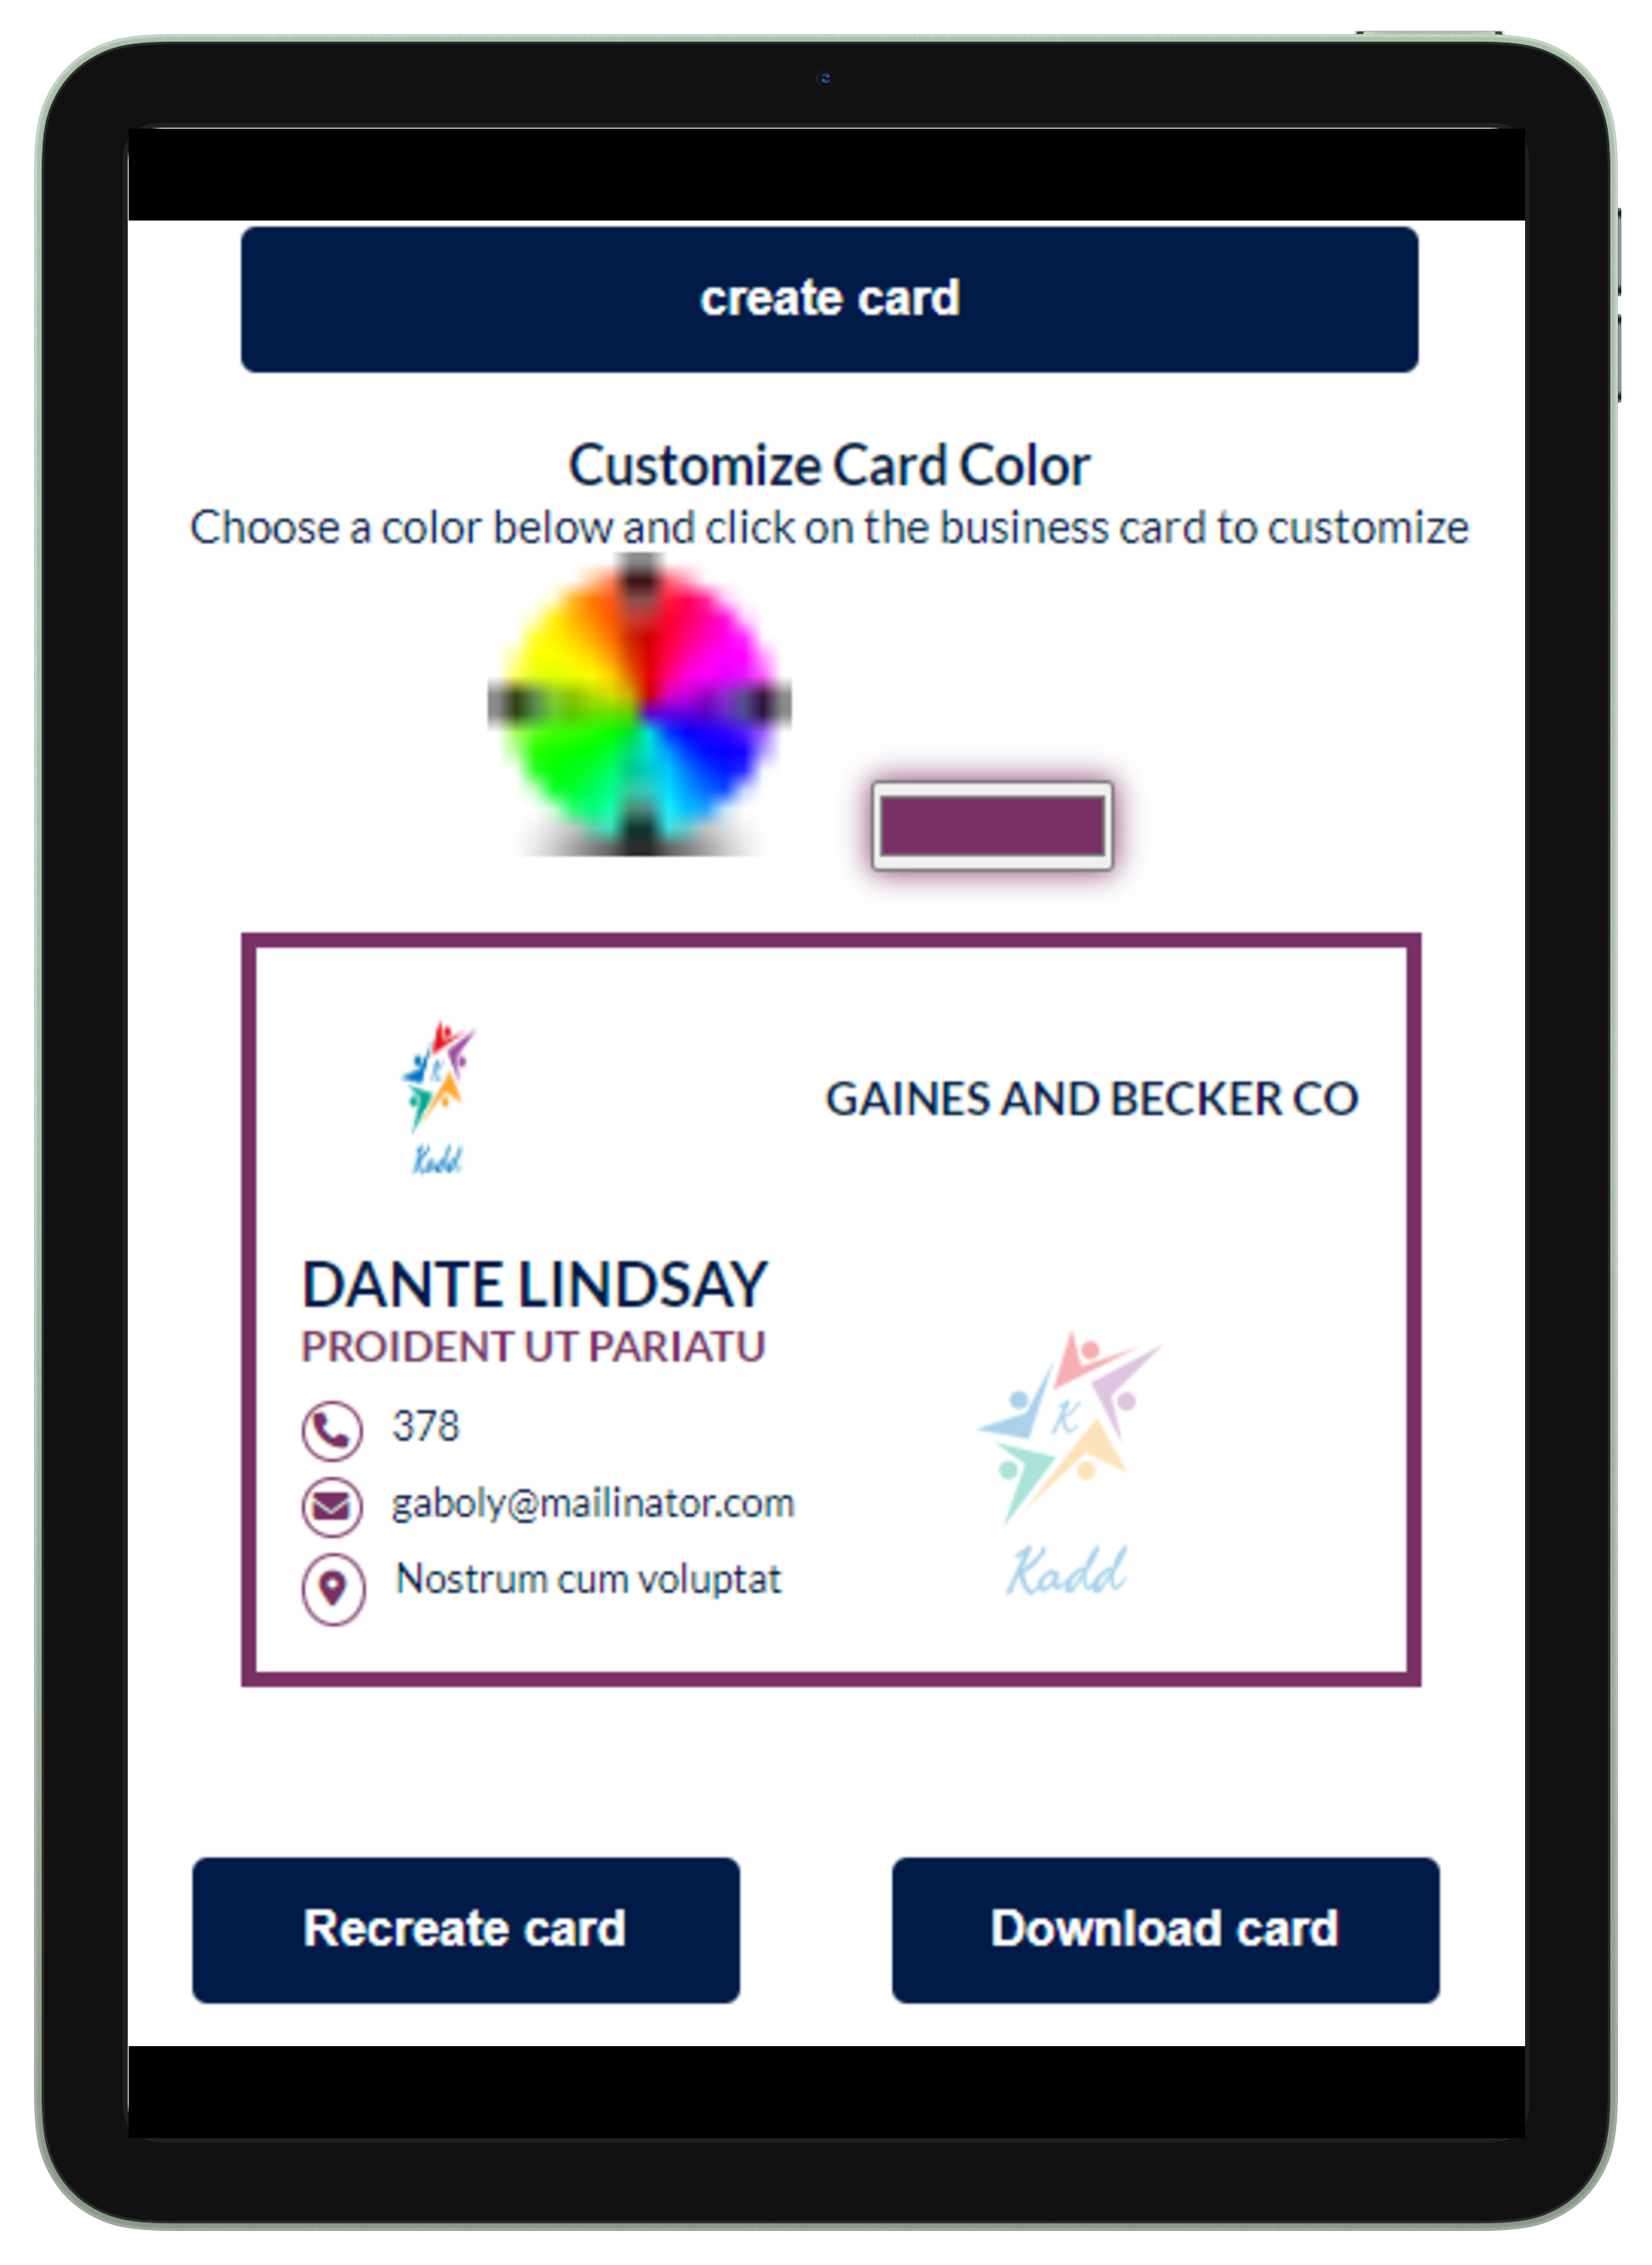 create card
Customize Card Color
Choose a color below and click on the business card to customize
K
Kadd
GAINES AND BECKER CO
DANTE LINDSAY
PROIDENT UT PARIATU
378
gaboly@mailinator.com
Nostrum cum voluptat
K
Kadd
Recreate card
Download card